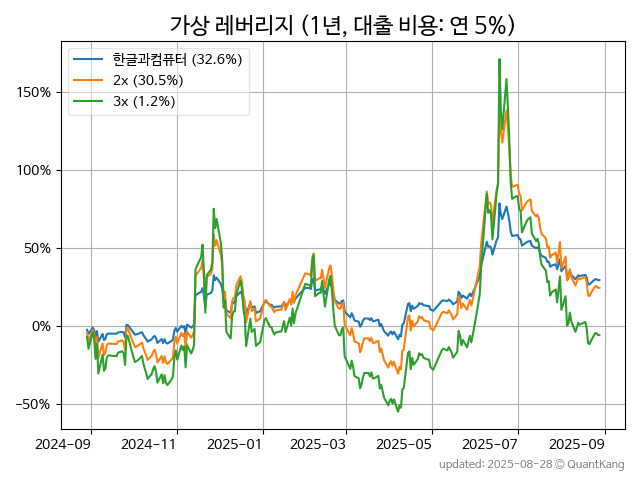 가상 레버리지 (1년, 대출 비용: 연 5%)
한글과컴퓨터 (32.6%)
2x (30.5%)
3x (1.2%)
150%
100%
50%
0%
−50%
2024-09 2024-11 2025-01 2025-03 2025-05 2025-07 2025-09
updated: 2025-08-28 © QuantKang